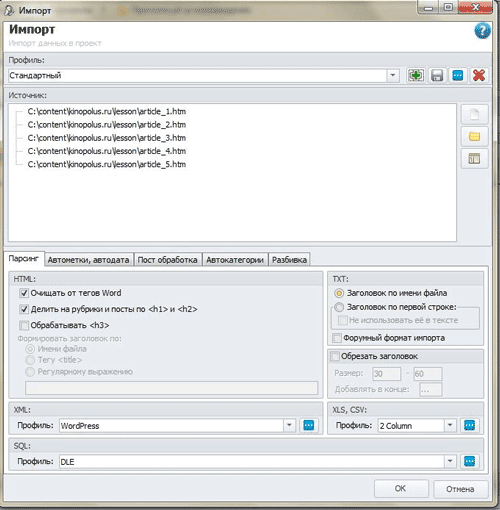 Импорт
Импорт
Импорт данных в проект
Профиль:
Стандартный
Источник:
C:\content\kinopolus.ru\lesson\article_1.htm
C:\content\kinopolus.ru\lesson\article_2.htm
C:\content\kinopolus.ru\lesson\article_3.htm
C:\content\kinopolus.ru\lesson\article_4.htm
C:\content\kinopolus.ru\lesson\article_5.htm
Парсинг Автометки, автодата Пост обработка Автокатегории Разбивка
HTML:
Очищать от тегов Word
Делить на рубрики и посты по <h1> и <h2>
Обрабатывать <h3>
Формировать заголовок по:
Имени файла
Тегу <title>
Регулярному выражению
TXT:
Заголовок по имени файла
Заголовок по первой строке:
Не использовать её в тексте
Форумный формат импорта
Обрезать заголовок
Размер: 30 - 60
Добавлять в конце: ...
XML:
Профиль: WordPress
XLS, CSV:
Профиль: 2 Column
SQL:
Профиль: DLE
OK Отмена